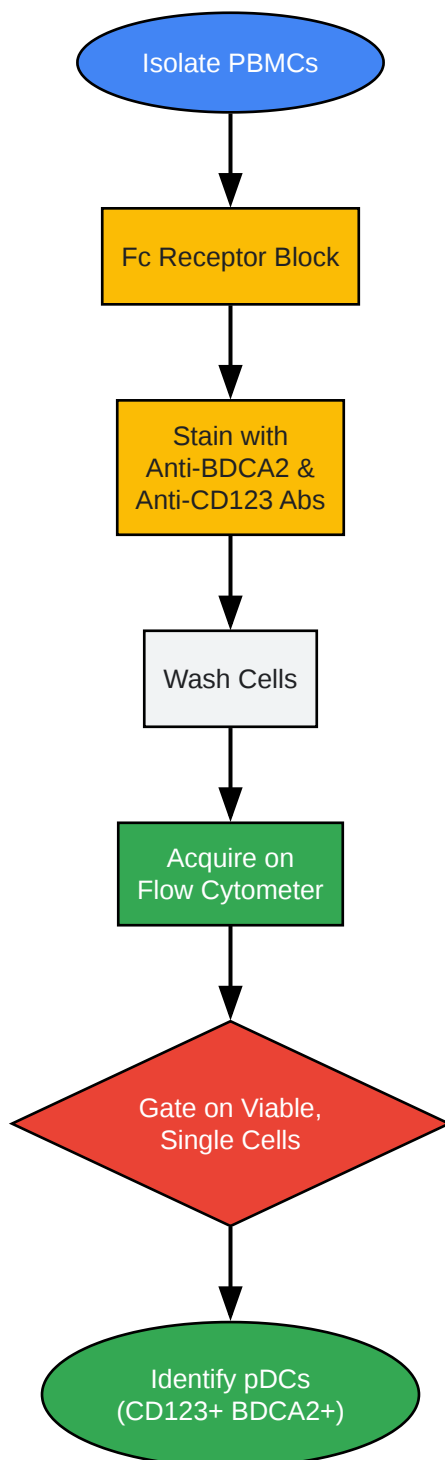 Isolate PBMCs
Fc Receptor Block
Stain with
Anti-BDCA2 &
Anti-CD123 Abs
Wash Cells
Acquire on
Flow Cytometer
Gate on Viable,
Single Cells
Identify pDCs
(CD123+ BDCA2+)